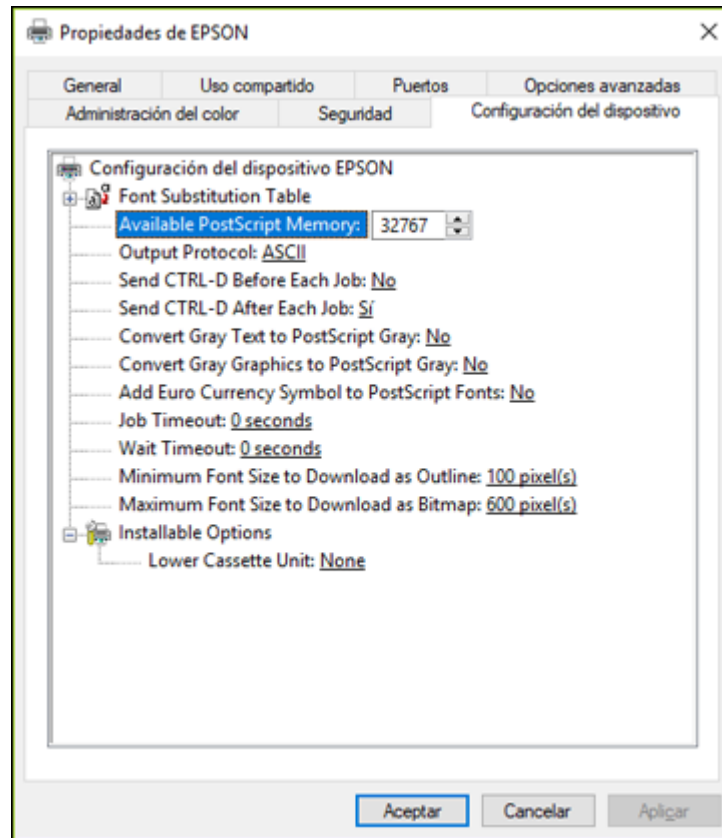 Propiedades de EPSON
General Uso compartido Puertos Opciones avanzadas
Administración del color Seguridad Configuración del dispositivo
Configuración del dispositivo EPSON
Font Substitution Table
Available PostScript Memory: 32767
Output Protocol: ASCII
Send CTRL-D Before Each Job: No
Send CTRL-D After Each Job: Sí
Convert Gray Text to PostScript Gray: No
Convert Gray Graphics to PostScript Gray: No
Add Euro Currency Symbol to PostScript Fonts: No
Job Timeout: 0 seconds
Wait Timeout: 0 seconds
Minimum Font Size to Download as Outline: 100 pixel(s)
Maximum Font Size to Download as Bitmap: 600 pixel(s)
Installable Options
Lower Cassette Unit: None
Aceptar Cancelar Aplicar